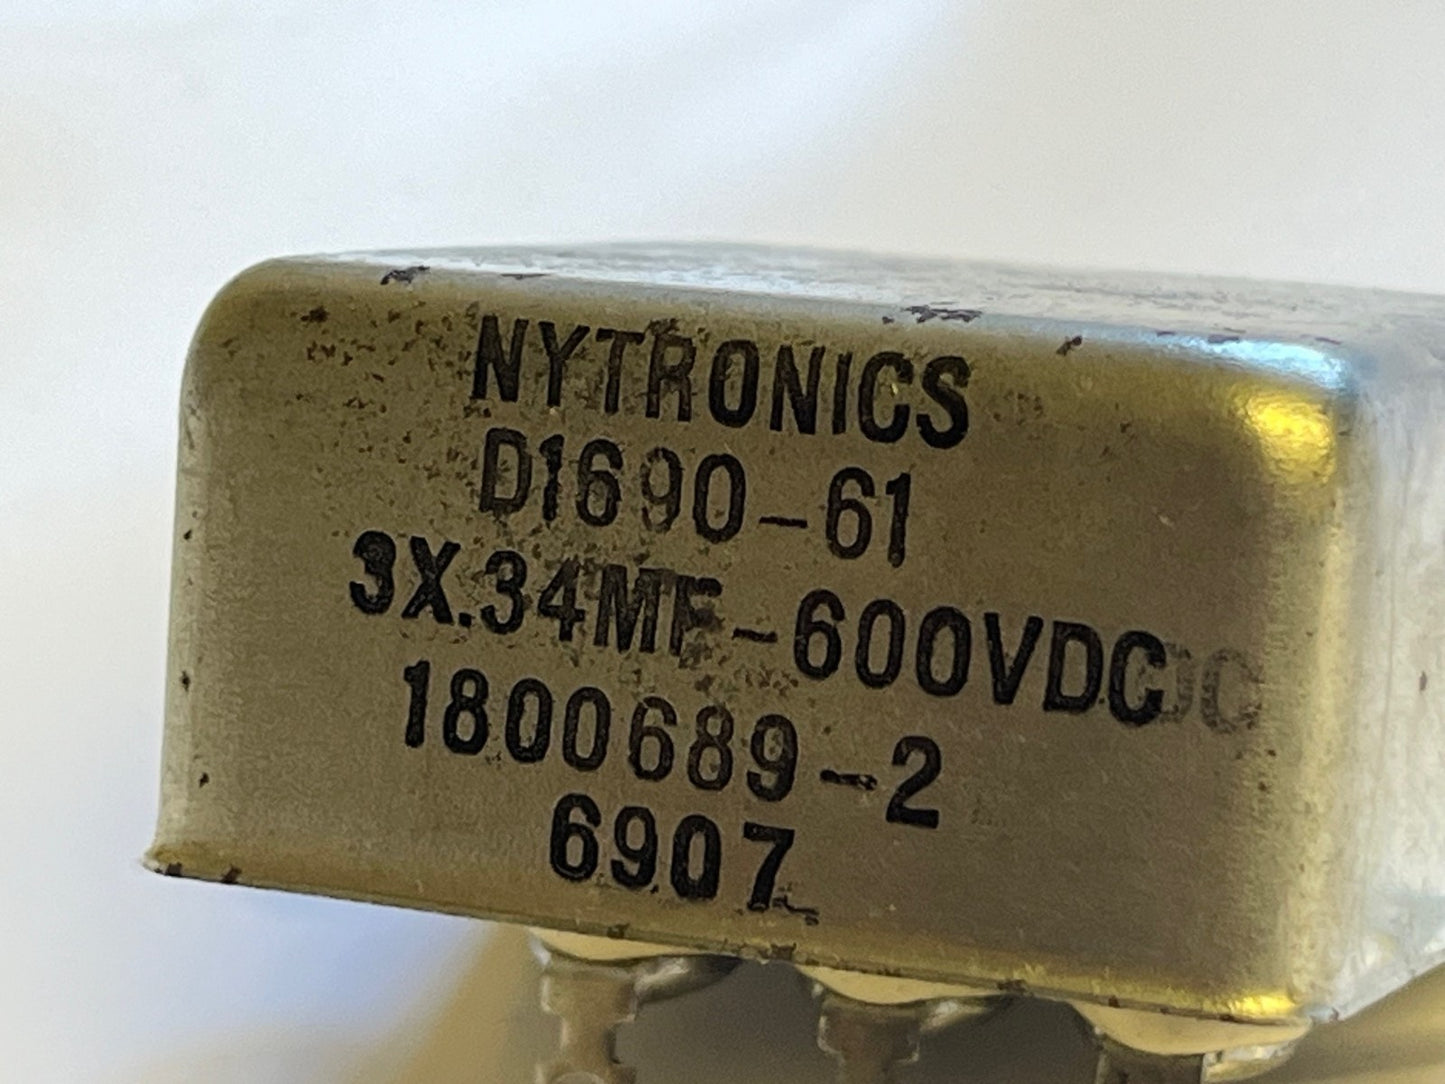 NYTRONICS
D1690-61
3X.34MF-600VDC
1800689-2
6907